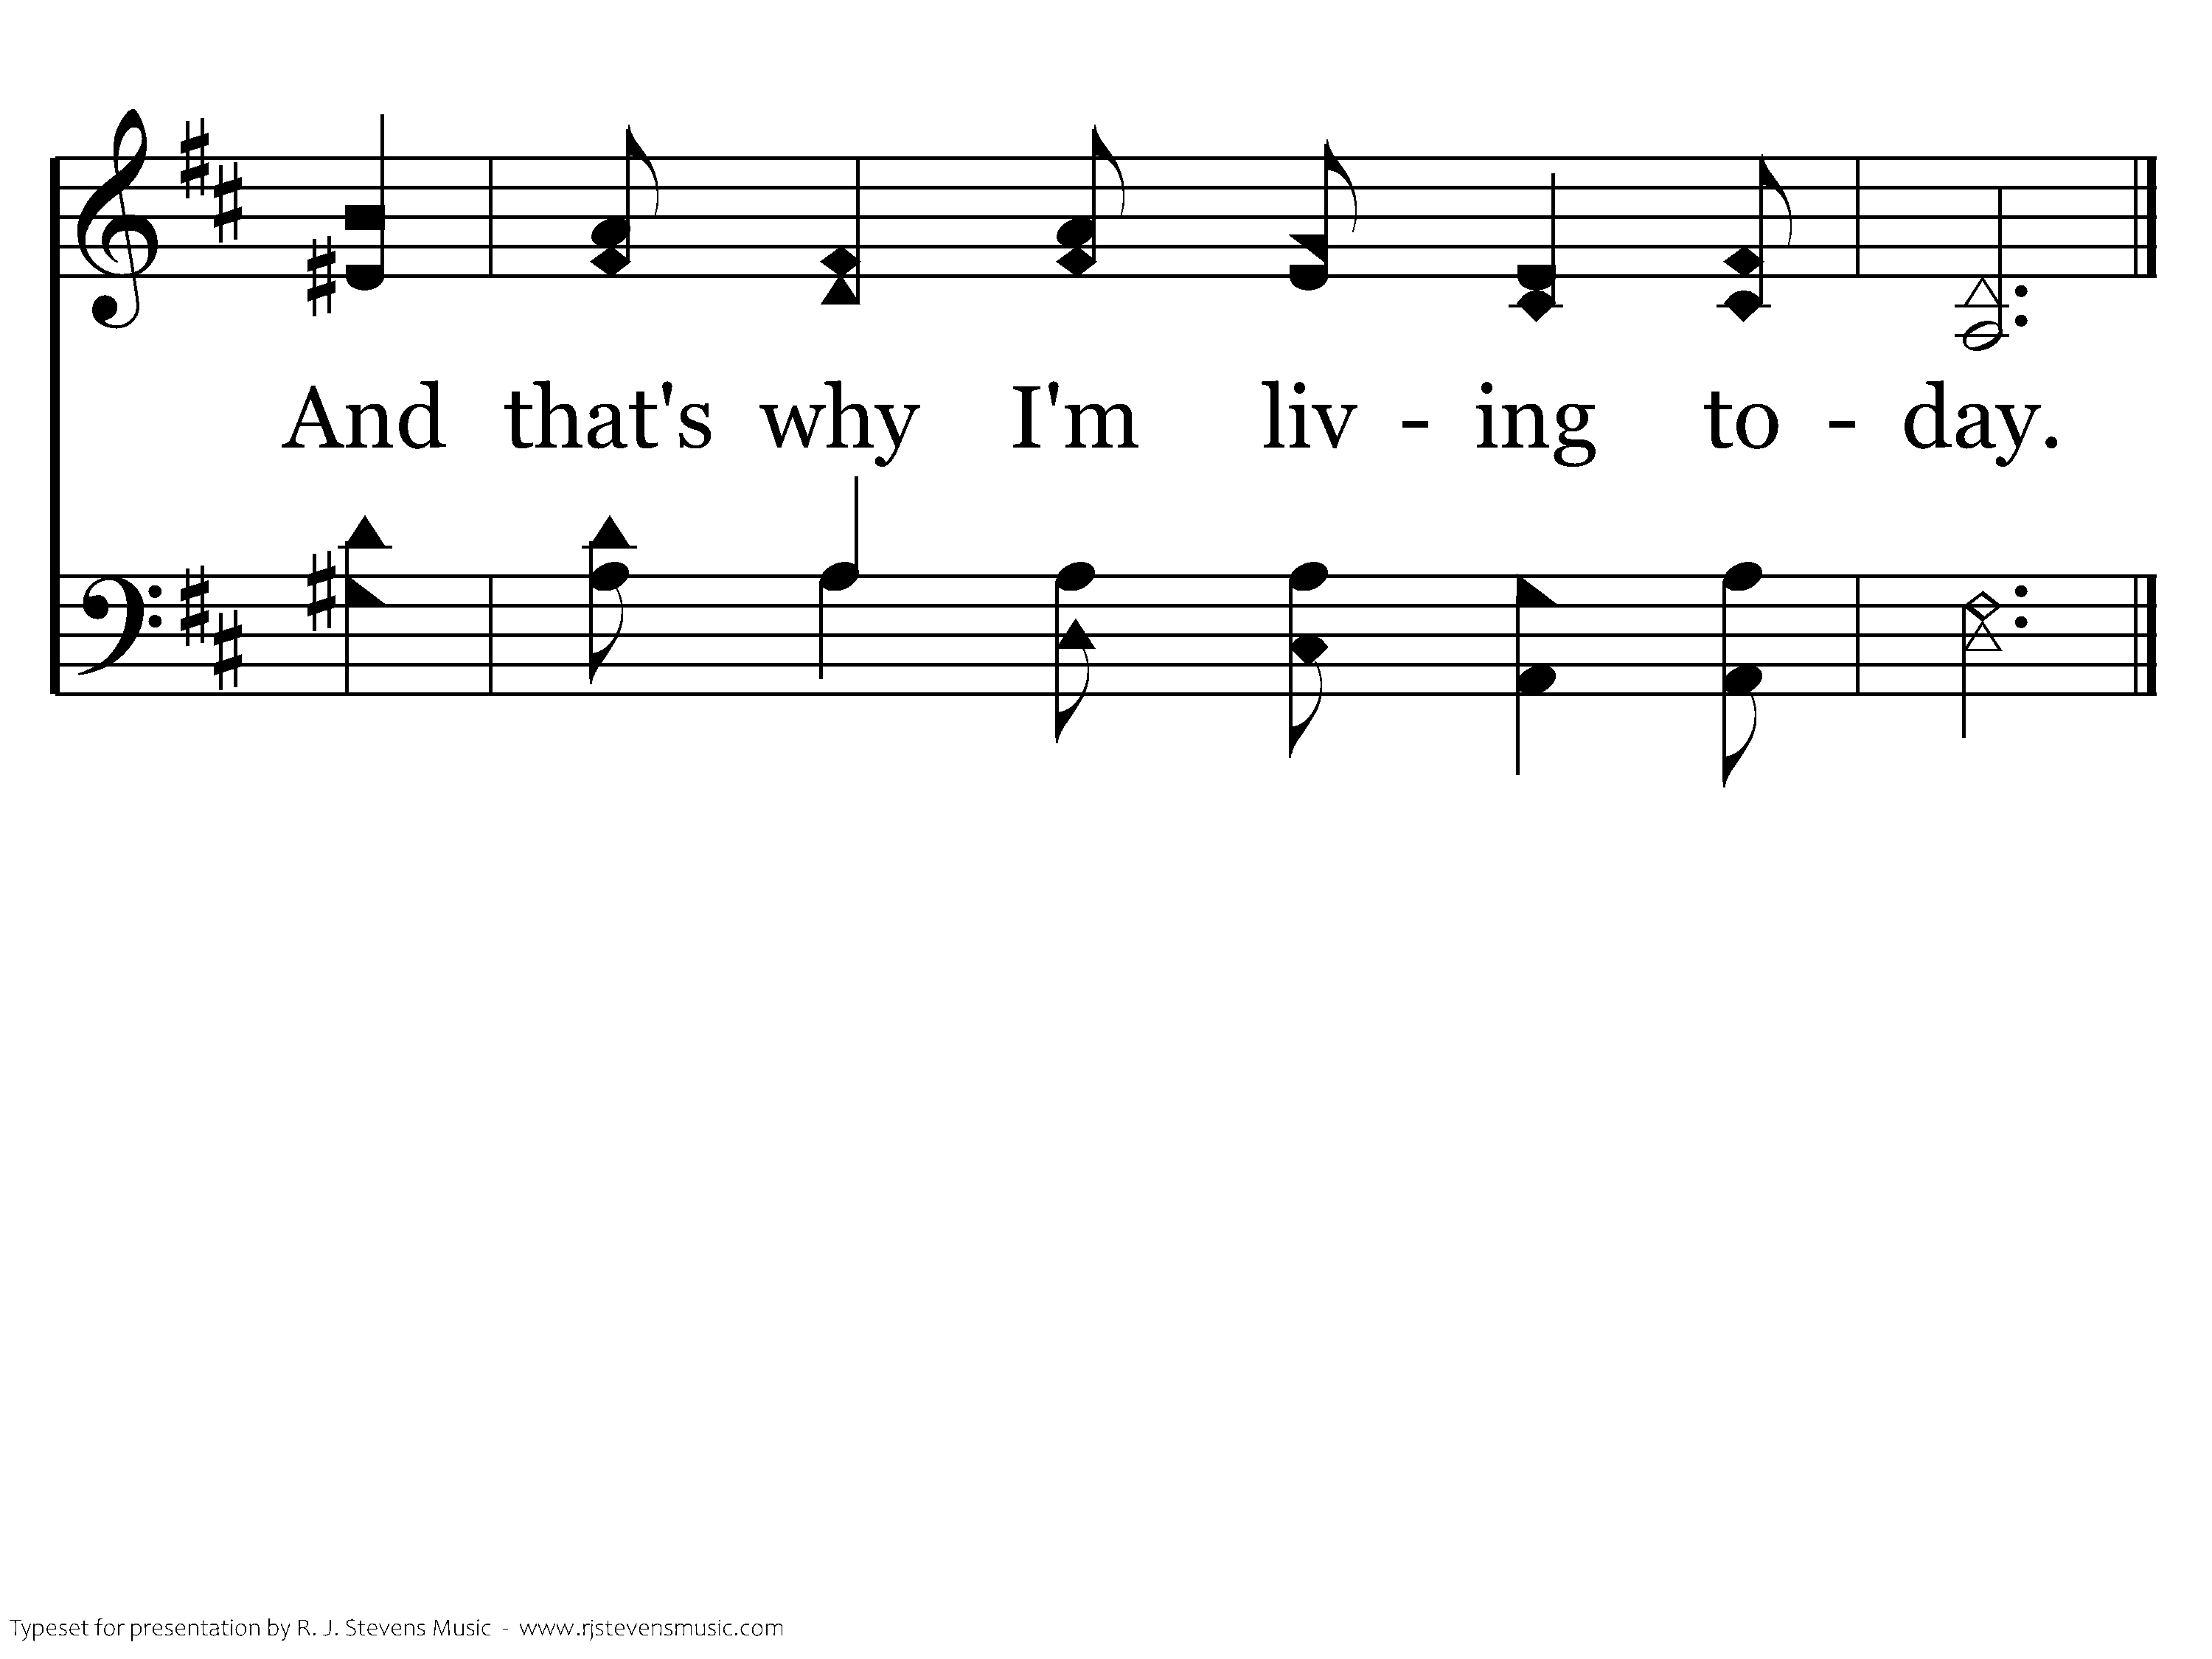 And that's why I'm liv - ing to - day.
Typeset for presentation by R. J. Stevens Music - www.rjstevensmusic.com